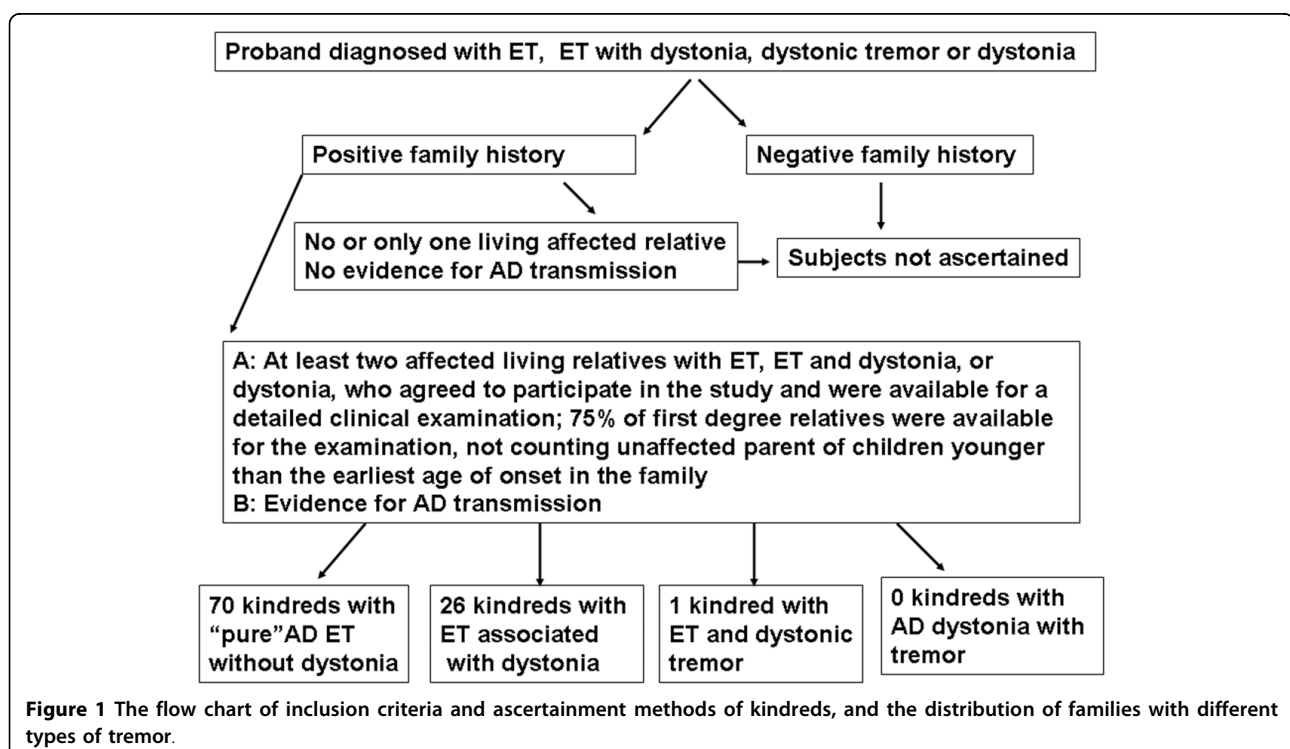 Proband diagnosed with ET, ET with dystonia, dystonic tremor or dystonia
Positive family history
Negative family history
No or only one living affected relative
No evidence for AD transmission
Subjects not ascertained
A: At least two affected living relatives with ET, ET and dystonia, or
dystonia, who agreed to participate in the study and were available for a
detailed clinical examination; 75% of first degree relatives were available
for the examination, not counting unaffected parent of children younger
than the earliest age of onset in the family
B: Evidence for AD transmission
70 kindreds with
“pure”AD ET
without dystonia
26 kindreds with
ET associated
with dystonia
1 kindred with
ET and dystonic
tremor
0 kindreds with
AD dystonia with
tremor
Figure 1 The flow chart of inclusion criteria and ascertainment methods of kindreds, and the distribution of families with different
types of tremor.